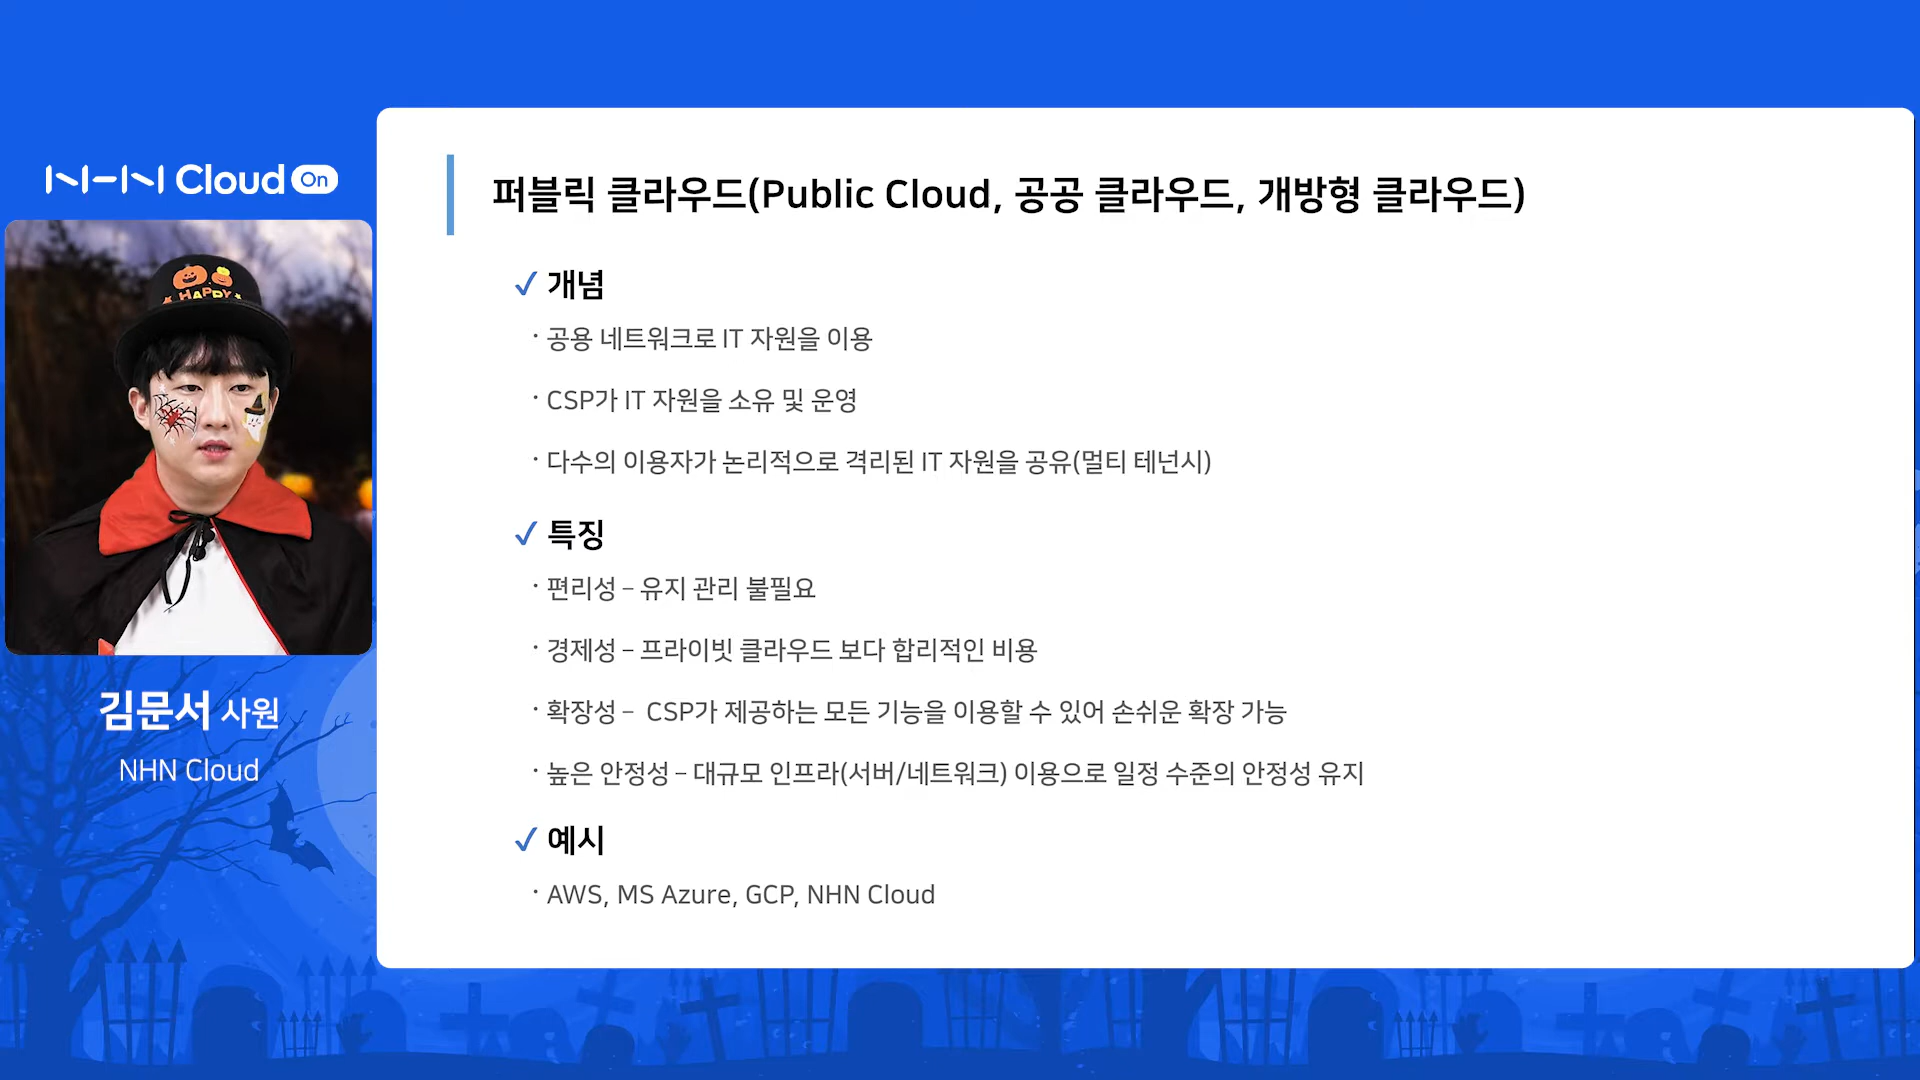 NHN Cloud On
HAPPY
김문서 사원
NHN Cloud
퍼블릭 클라우드(Public Cloud, 공공 클라우드, 개방형 클라우드)
✓ 개념
· 공용 네트워크로 IT 자원을 이용
· CSP가 IT 자원을 소유 및 운영
· 다수의 이용자가 논리적으로 격리된 IT 자원을 공유(멀티 테넌시)
✓ 특징
· 편리성 – 유지 관리 불필요
· 경제성 – 프라이빗 클라우드 보다 합리적인 비용
· 확장성 – CSP가 제공하는 모든 기능을 이용할 수 있어 손쉬운 확장 가능
· 높은 안정성 – 대규모 인프라(서버/네트워크) 이용으로 일정 수준의 안정성 유지
✓ 예시
· AWS, MS Azure, GCP, NHN Cloud